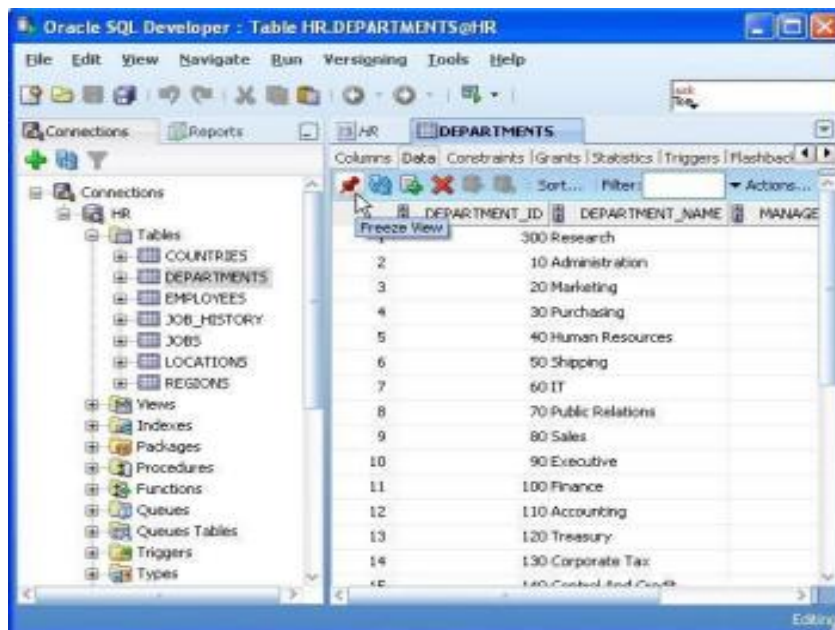 Oracle SQL Developer : Table HR.DEPARTMENTS@HR
File Edit View Navigate Run Versioning Tools Help
Connections Reports
HR DEPARTMENTS
Columns Data Constraints Grants Statistics Triggers Flashback
Sort... Filter: Actions...
DEPARTMENT_ID DEPARTMENT_NAME MANAGE
Freeze View
Connections
HR
Tables
COUNTRIES
DEPARTMENTS
EMPLOYEES
JOB_HISTORY
JOBS
LOCATIONS
REGIONS
Views
Indexes
Packages
Procedures
Functions
Queues
Queues Tables
Triggers
Types
300 Research
2 10 Administration
3 20 Marketing
4 30 Purchasing
5 40 Human Resources
6 50 Shipping
7 60 IT
8 70 Public Relations
9 80 Sales
10 90 Executive
11 100 Finance
12 110 Accounting
13 120 Treasury
14 130 Corporate Tax
15 140 Control And Credit
Editing